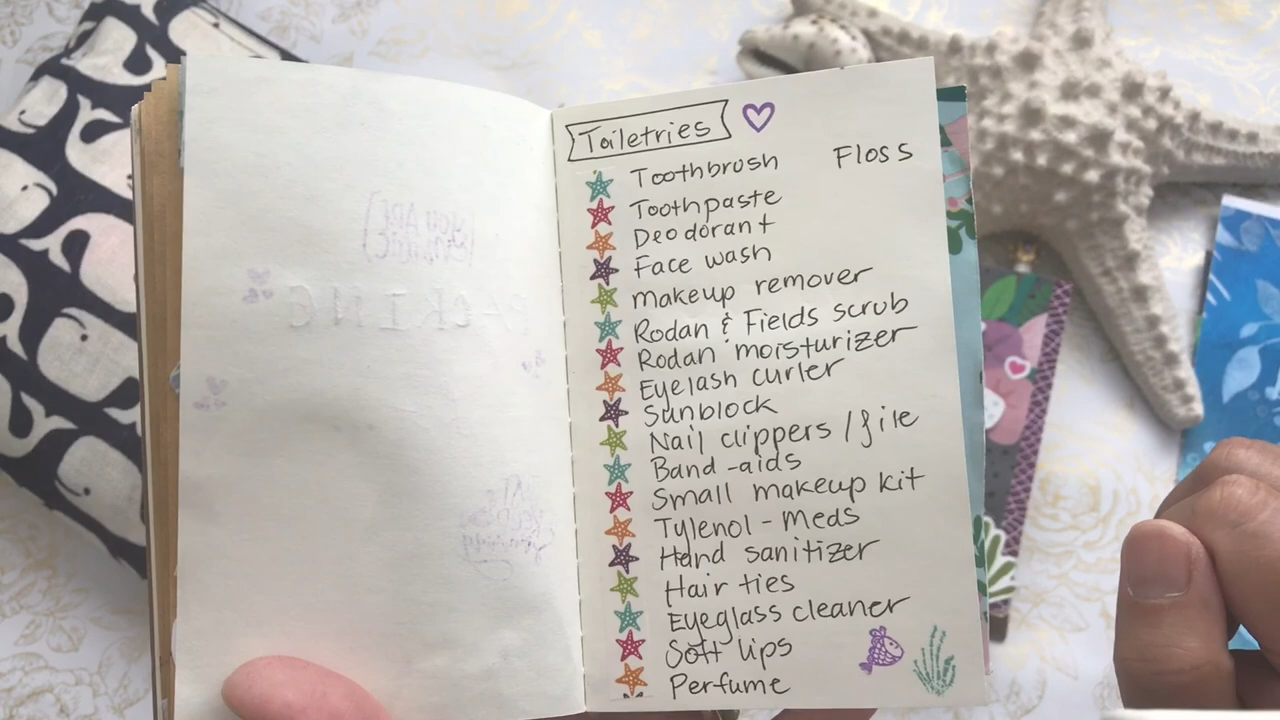 Toiletries
Toothbrush Floss
Toothpaste
Deodorant
Face wash
makeup remover
Rodan & Fields scrub
Rodan moisturizer
Eyelash curler
Sunblock
Nail clippers / file
Band-aids
Small makeup kit
Tylenol - Meds
Hand sanitizer
Hair ties
Eyeglass cleaner
Soft lips
Perfume
PACKING